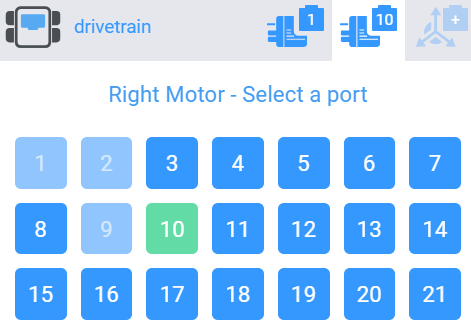 drivetrain 1 10 +
Right Motor - Select a port
1 2 3 4 5 6 7
8 9 10 11 12 13 14
15 16 17 18 19 20 21